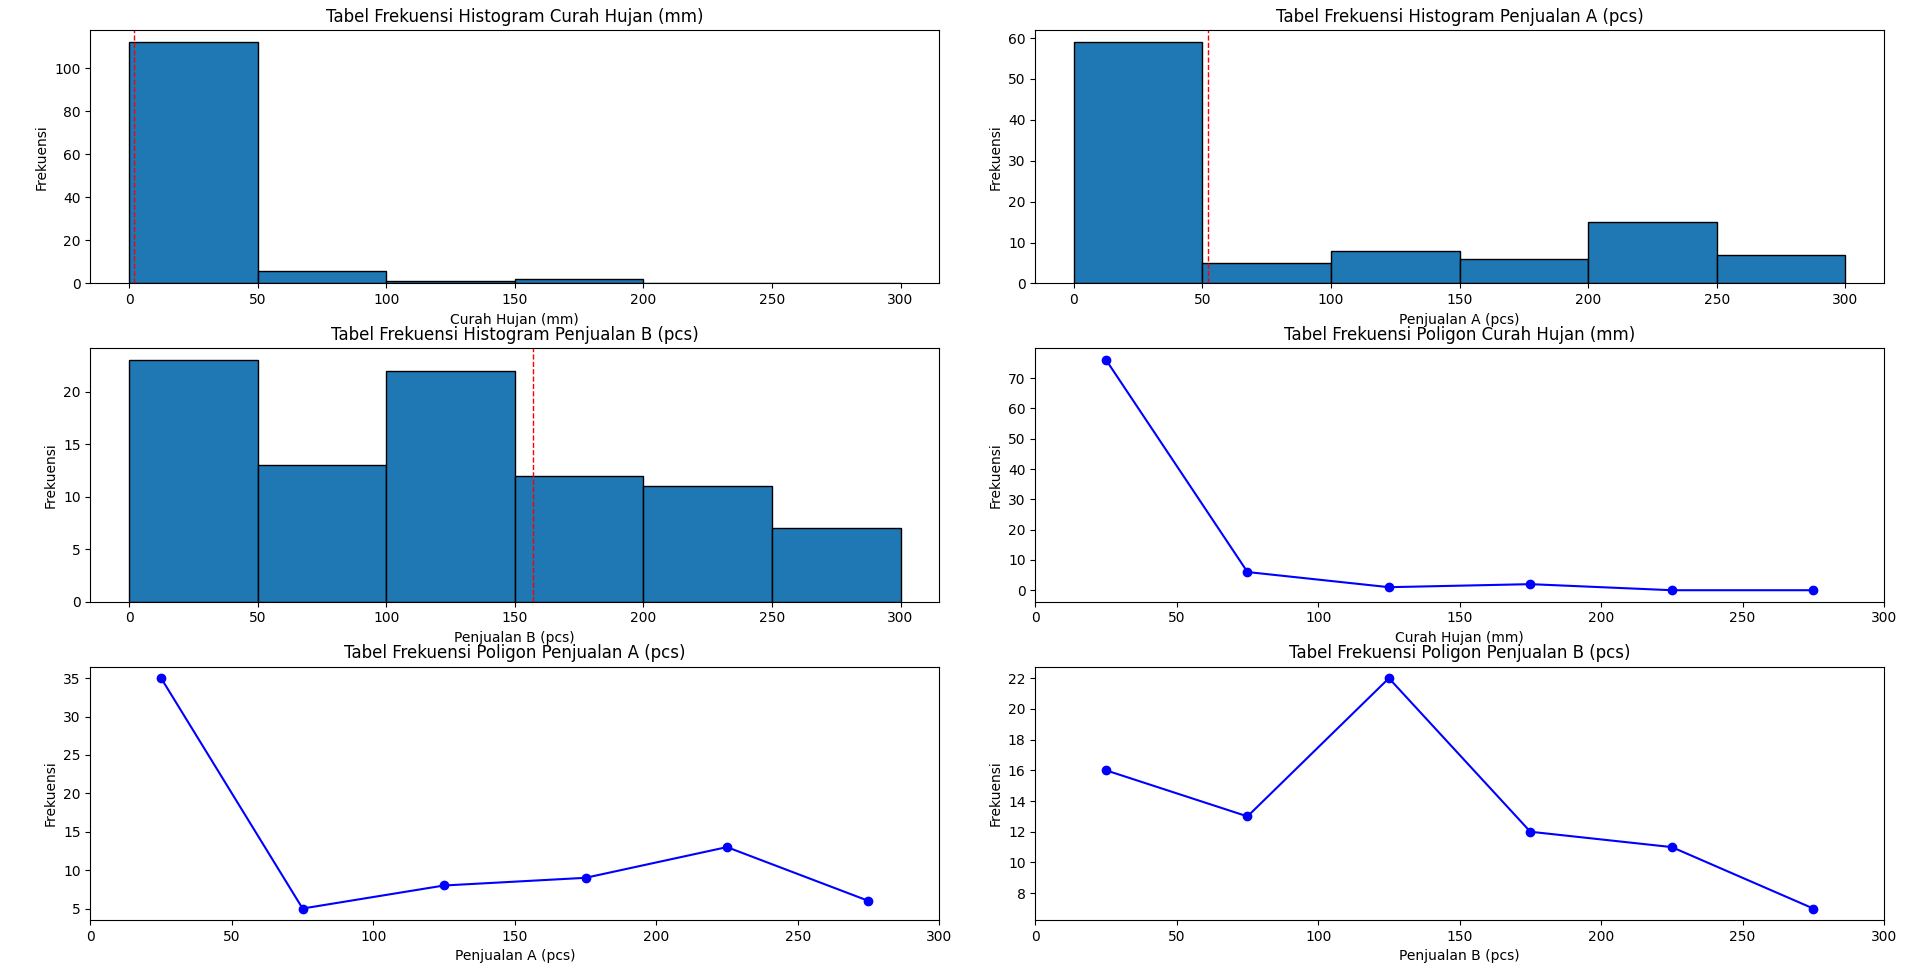 Tabel Frekuensi Histogram Curah Hujan (mm)
Frekuensi
100
80
60
40
20
0
0 50 100 150 200 250 300
Curah Hujan (mm)
Tabel Frekuensi Histogram Penjualan A (pcs)
Frekuensi
60
50
40
30
20
10
0
0 50 100 150 200 250 300
Penjualan A (pcs)
Tabel Frekuensi Histogram Penjualan B (pcs)
Frekuensi
20
15
10
5
0
0 50 100 150 200 250 300
Penjualan B (pcs)
Tabel Frekuensi Poligon Curah Hujan (mm)
Frekuensi
70
60
50
40
30
20
10
0
0 50 100 150 200 250 300
Curah Hujan (mm)
Tabel Frekuensi Poligon Penjualan A (pcs)
Frekuensi
35
30
25
20
15
10
5
0 50 100 150 200 250 300
Penjualan A (pcs)
Tabel Frekuensi Poligon Penjualan B (pcs)
Frekuensi
22
20
18
16
14
12
10
8
0 50 100 150 200 250 300
Penjualan B (pcs)